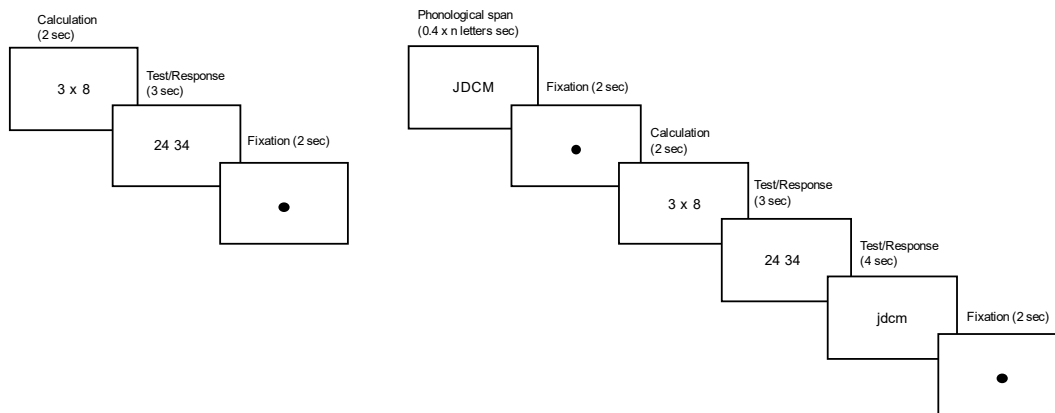 Calculation
(2 sec)
3 x 8
Test/Response
(3 sec)
24 34
Fixation (2 sec)
Phonological span
(0.4 x n letters sec)
JDCM
Fixation (2 sec)
Calculation
(2 sec)
3 x 8
Test/Response
(3 sec)
24 34
Test/Response
(4 sec)
jdcm
Fixation (2 sec)